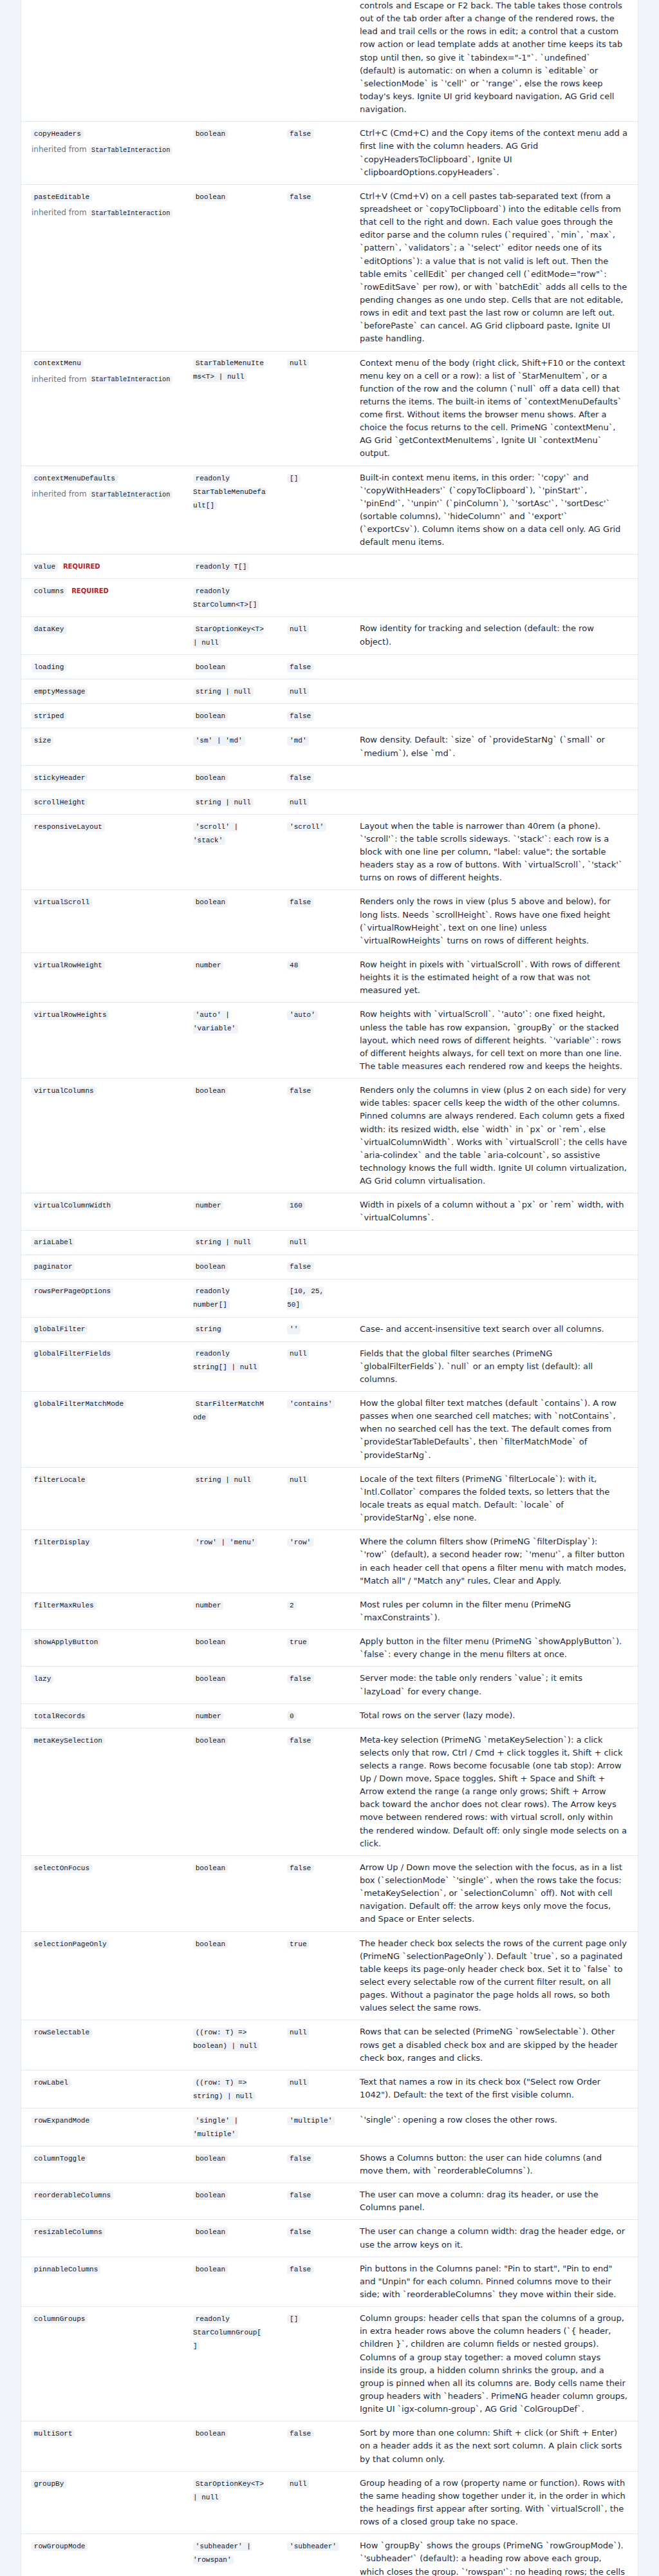 controls and Escape or F2 back. The table takes those controls
out of the tab order after a change of the rendered rows, the
lead and trail cells or the rows in edit; a control that a custom
row action or lead template adds at another time keeps its tab
stop until then, so give it `tabindex="-1"`. `undefined`
(default) is automatic: on when a column is `editable` or
`selectionMode` is `'cell'` or `'range'`, else the rows keep
today's keys. Ignite UI grid keyboard navigation, AG Grid cell
navigation.
copyHeaders boolean false Ctrl+C (Cmd+C) and the Copy items of the context menu add a
inherited from StarTableInteraction first line with the column headers. AG Grid
`copyHeadersToClipboard`, Ignite UI
`clipboardOptions.copyHeaders`.
pasteEditable boolean false Ctrl+V (Cmd+V) on a cell pastes tab-separated text (from a
inherited from StarTableInteraction spreadsheet or `copyToClipboard`) into the editable cells from
that cell to the right and down. Each value goes through the
editor parse and the column rules (`required`, `min`, `max`,
`pattern`, `validators`; a `'select'` editor needs one of its
`editOptions`): a value that is not valid is left out. Then the
table emits `cellEdit` per changed cell (`editMode="row"`:
`rowEditSave` per row), or with `batchEdit` adds all cells to the
pending changes as one undo step. Cells that are not editable,
rows in edit and text past the last row or column are left out.
`beforePaste` can cancel. AG Grid clipboard paste, Ignite UI
paste handling.
contextMenu StarTableMenuIte null Context menu of the body (right click, Shift+F10 or the context
inherited from StarTableInteraction ms<T> | null menu key on a cell or a row): a list of `StarMenuItem`, or a
function of the row and the column (`null` off a data cell) that
returns the items. The built-in items of `contextMenuDefaults`
come first. Without items the browser menu shows. After a
choice the focus returns to the cell. PrimeNG `contextMenu`,
AG Grid `getContextMenuItems`, Ignite UI `contextMenu`
output.
contextMenuDefaults readonly [] Built-in context menu items, in this order: `'copy'` and
inherited from StarTableInteraction StarTableMenuDefa `'copyWithHeaders'` (`copyToClipboard`), `'pinStart'`,
ult[] `'pinEnd'`, `'unpin'` (`pinColumn`), `'sortAsc'`, `'sortDesc'`
(sortable columns), `'hideColumn'` and `'export'`
(`exportCsv`). Column items show on a data cell only. AG Grid
default menu items.
value REQUIRED readonly T[]
columns REQUIRED readonly
StarColumn<T>[]
dataKey StarOptionKey<T> null Row identity for tracking and selection (default: the row
| null object).
loading boolean false
emptyMessage string | null null
striped boolean false
size 'sm' | 'md' 'md' Row density. Default: `size` of `provideStarNg` (`small` or
`medium`), else `md`.
stickyHeader boolean false
scrollHeight string | null null
responsiveLayout 'scroll' | 'scroll' Layout when the table is narrower than 40rem (a phone).
'stack' `'scroll'`: the table scrolls sideways. `'stack'`: each row is a
block with one line per column, "label: value"; the sortable
headers stay as a row of buttons. With `virtualScroll`, `'stack'`
turns on rows of different heights.
virtualScroll boolean false Renders only the rows in view (plus 5 above and below), for
long lists. Needs `scrollHeight`. Rows have one fixed height
(`virtualRowHeight`, text on one line) unless
`virtualRowHeights` turns on rows of different heights.
virtualRowHeight number 48 Row height in pixels with `virtualScroll`. With rows of different
heights it is the estimated height of a row that was not
measured yet.
virtualRowHeights 'auto' | 'auto' Row heights with `virtualScroll`. `'auto'`: one fixed height,
'variable' unless the table has row expansion, `groupBy` or the stacked
layout, which need rows of different heights. `'variable'`: rows
of different heights always, for cell text on more than one line.
The table measures each rendered row and keeps the heights.
virtualColumns boolean false Renders only the columns in view (plus 2 on each side) for very
wide tables: spacer cells keep the width of the other columns.
Pinned columns are always rendered. Each column gets a fixed
width: its resized width, else `width` in `px` or `rem`, else
`virtualColumnWidth`. Works with `virtualScroll`; the cells have
`aria-colindex` and the table `aria-colcount`, so assistive
technology knows the full width. Ignite UI column virtualization,
AG Grid column virtualisation.
virtualColumnWidth number 160 Width in pixels of a column without a `px` or `rem` width, with
`virtualColumns`.
ariaLabel string | null null
paginator boolean false
rowsPerPageOptions readonly [10, 25,
number[] 50]
globalFilter string '' Case- and accent-insensitive text search over all columns.
globalFilterFields readonly null Fields that the global filter searches (PrimeNG
string[] | null `globalFilterFields`). `null` or an empty list (default): all
columns.
globalFilterMatchMode StarFilterMatchM 'contains' How the global filter text matches (default `contains`). A row
ode passes when one searched cell matches; with `notContains`,
when no searched cell has the text. The default comes from
`provideStarTableDefaults`, then `filterMatchMode` of
`provideStarNg`.
filterLocale string | null null Locale of the text filters (PrimeNG `filterLocale`): with it,
`Intl.Collator` compares the folded texts, so letters that the
locale treats as equal match. Default: `locale` of
`provideStarNg`, else none.
filterDisplay 'row' | 'menu' 'row' Where the column filters show (PrimeNG `filterDisplay`):
`'row'` (default), a second header row; `'menu'`, a filter button
in each header cell that opens a filter menu with match modes,
"Match all" / "Match any" rules, Clear and Apply.
filterMaxRules number 2 Most rules per column in the filter menu (PrimeNG
`maxConstraints`).
showApplyButton boolean true Apply button in the filter menu (PrimeNG `showApplyButton`).
`false`: every change in the menu filters at once.
lazy boolean false Server mode: the table only renders `value`; it emits
`lazyLoad` for every change.
totalRecords number 0 Total rows on the server (lazy mode).
metaKeySelection boolean false Meta-key selection (PrimeNG `metaKeySelection`): a click
selects only that row, Ctrl / Cmd + click toggles it, Shift + click
selects a range. Rows become focusable (one tab stop): Arrow
Up / Down move, Space toggles, Shift + Space and Shift +
Arrow extend the range (a range only grows; Shift + Arrow
back toward the anchor does not clear rows). The Arrow keys
move between rendered rows: with virtual scroll, only within
the rendered window. Default off: only single mode selects on a
click.
selectOnFocus boolean false Arrow Up / Down move the selection with the focus, as in a list
box (`selectionMode` `'single'`, when the rows take the focus:
`metaKeySelection`, or `selectionColumn` off). Not with cell
navigation. Default off: the arrow keys only move the focus,
and Space or Enter selects.
selectionPageOnly boolean true The header check box selects the rows of the current page only
(PrimeNG `selectionPageOnly`). Default `true`, so a paginated
table keeps its page-only header check box. Set it to `false` to
select every selectable row of the current filter result, on all
pages. Without a paginator the page holds all rows, so both
values select the same rows.
rowSelectable ((row: T) => null Rows that can be selected (PrimeNG `rowSelectable`). Other
boolean) | null rows get a disabled check box and are skipped by the header
check box, ranges and clicks.
rowLabel ((row: T) => null Text that names a row in its check box ("Select row Order
string) | null 1042"). Default: the text of the first visible column.
rowExpandMode 'single' | 'multiple' `'single'`: opening a row closes the other rows.
'multiple'
columnToggle boolean false Shows a Columns button: the user can hide columns (and
move them, with `reorderableColumns`).
reorderableColumns boolean false The user can move a column: drag its header, or use the
Columns panel.
resizableColumns boolean false The user can change a column width: drag the header edge, or
use the arrow keys on it.
pinnableColumns boolean false Pin buttons in the Columns panel: "Pin to start", "Pin to end"
and "Unpin" for each column. Pinned columns move to their
side; with `reorderableColumns` they move within their side.
columnGroups readonly [] Column groups: header cells that span the columns of a group,
StarColumnGroup[ in extra header rows above the column headers (`{ header,
] children }`, children are column fields or nested groups).
Columns of a group stay together: a moved column stays
inside its group, a hidden column shrinks the group, and a
group is pinned when all its columns are. Body cells name their
group headers with `headers`. PrimeNG header column groups,
Ignite UI `igx-column-group`, AG Grid `ColGroupDef`.
multiSort boolean false Sort by more than one column: Shift + click (or Shift + Enter)
on a header adds it as the next sort column. A plain click sorts
by that column only.
groupBy StarOptionKey<T> null Group heading of a row (property name or function). Rows with
| null the same heading show together under it, in the order in which
the headings first appear after sorting. With `virtualScroll`, the
rows of a closed group take no space.
rowGroupMode 'subheader' | 'subheader' How `groupBy` shows the groups (PrimeNG `rowGroupMode`).
'rowspan' `'subheader'` (default): a heading row above each group,
which closes the group. `'rowspan'`: no heading rows; the cells